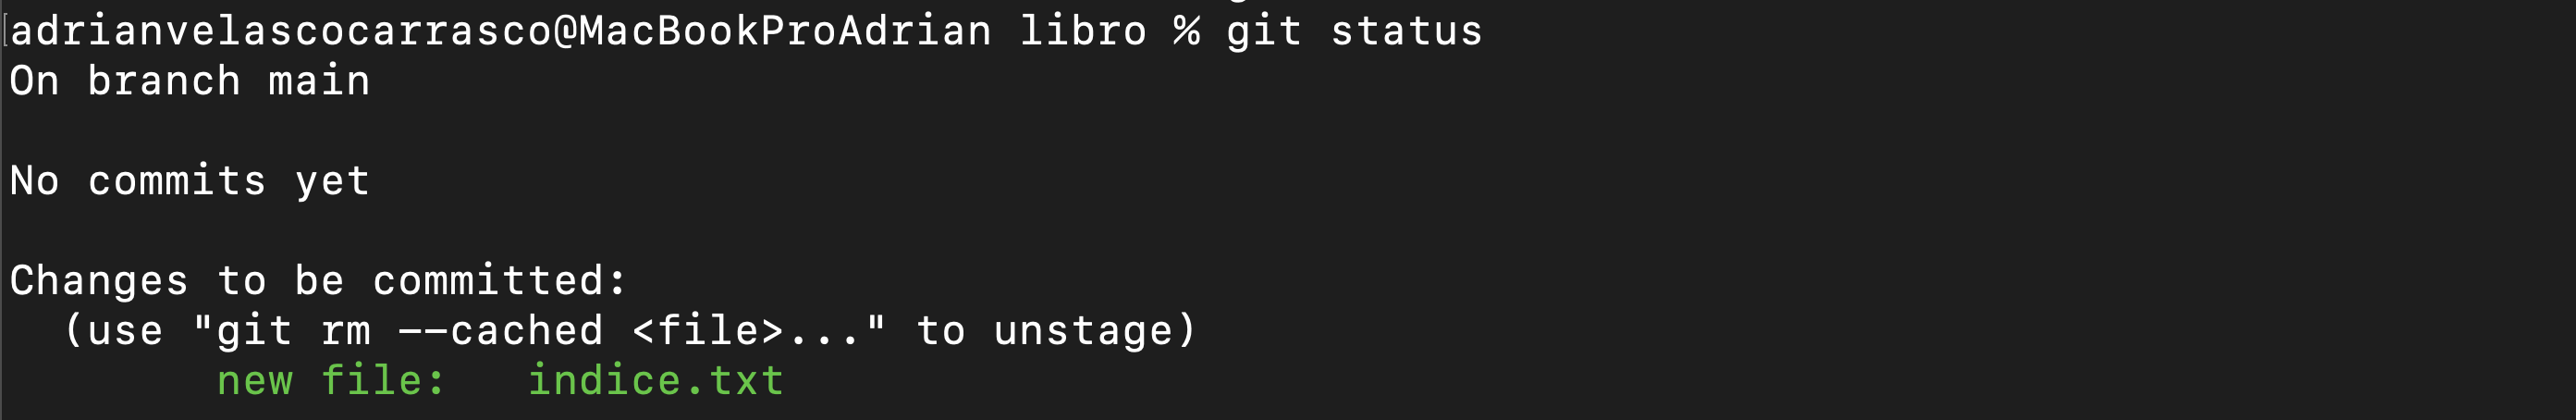 adrianvelascocarrasco@MacBookProAdrian libro % git status
On branch main
No commits yet
Changes to be committed:
(use "git rm --cached <file>..." to unstage)
new file: indice.txt